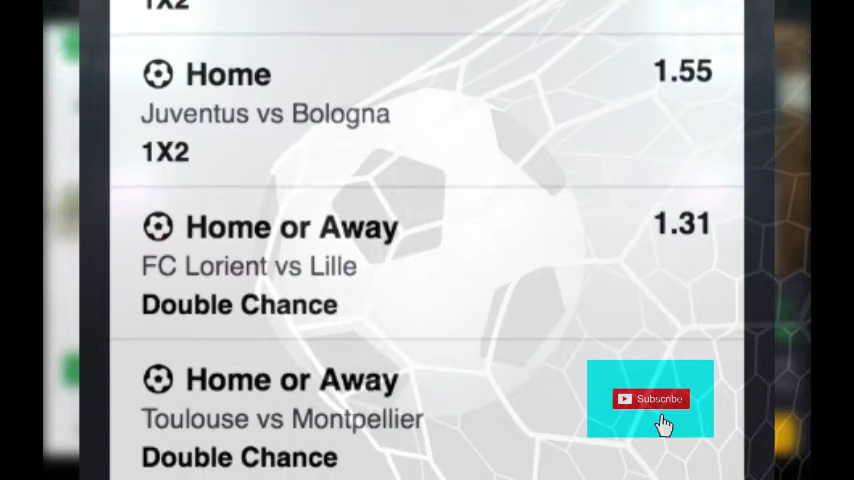 1X2
Home 1.55
Juventus vs Bologna
1X2
Home or Away 1.31
FC Lorient vs Lille
Double Chance
Home or Away
Toulouse vs Montpellier
Subscribe
Double Chance